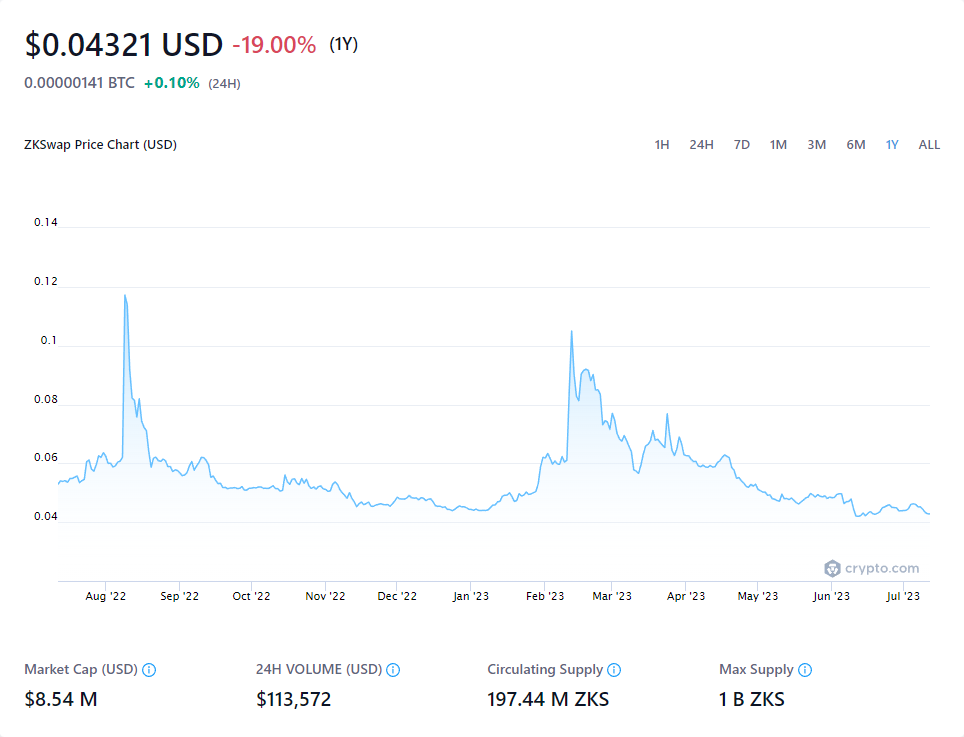 $0.04321 USD -19.00% (1Y)
0.00000141 BTC +0.10% (24H)
ZKSwap Price Chart (USD) 1H 24H 7D 1M 3M 6M 1Y ALL
0.14
0.12
0.1
0.08
0.06
0.04
crypto.com
Aug '22 Sep '22 Oct '22 Nov '22 Dec '22 Jan '23 Feb '23 Mar '23 Apr '23 May '23 Jun '23 Jul '23
Market Cap (USD) 24H VOLUME (USD) Circulating Supply Max Supply
$8.54 M $113,572 197.44 M ZKS 1 B ZKS